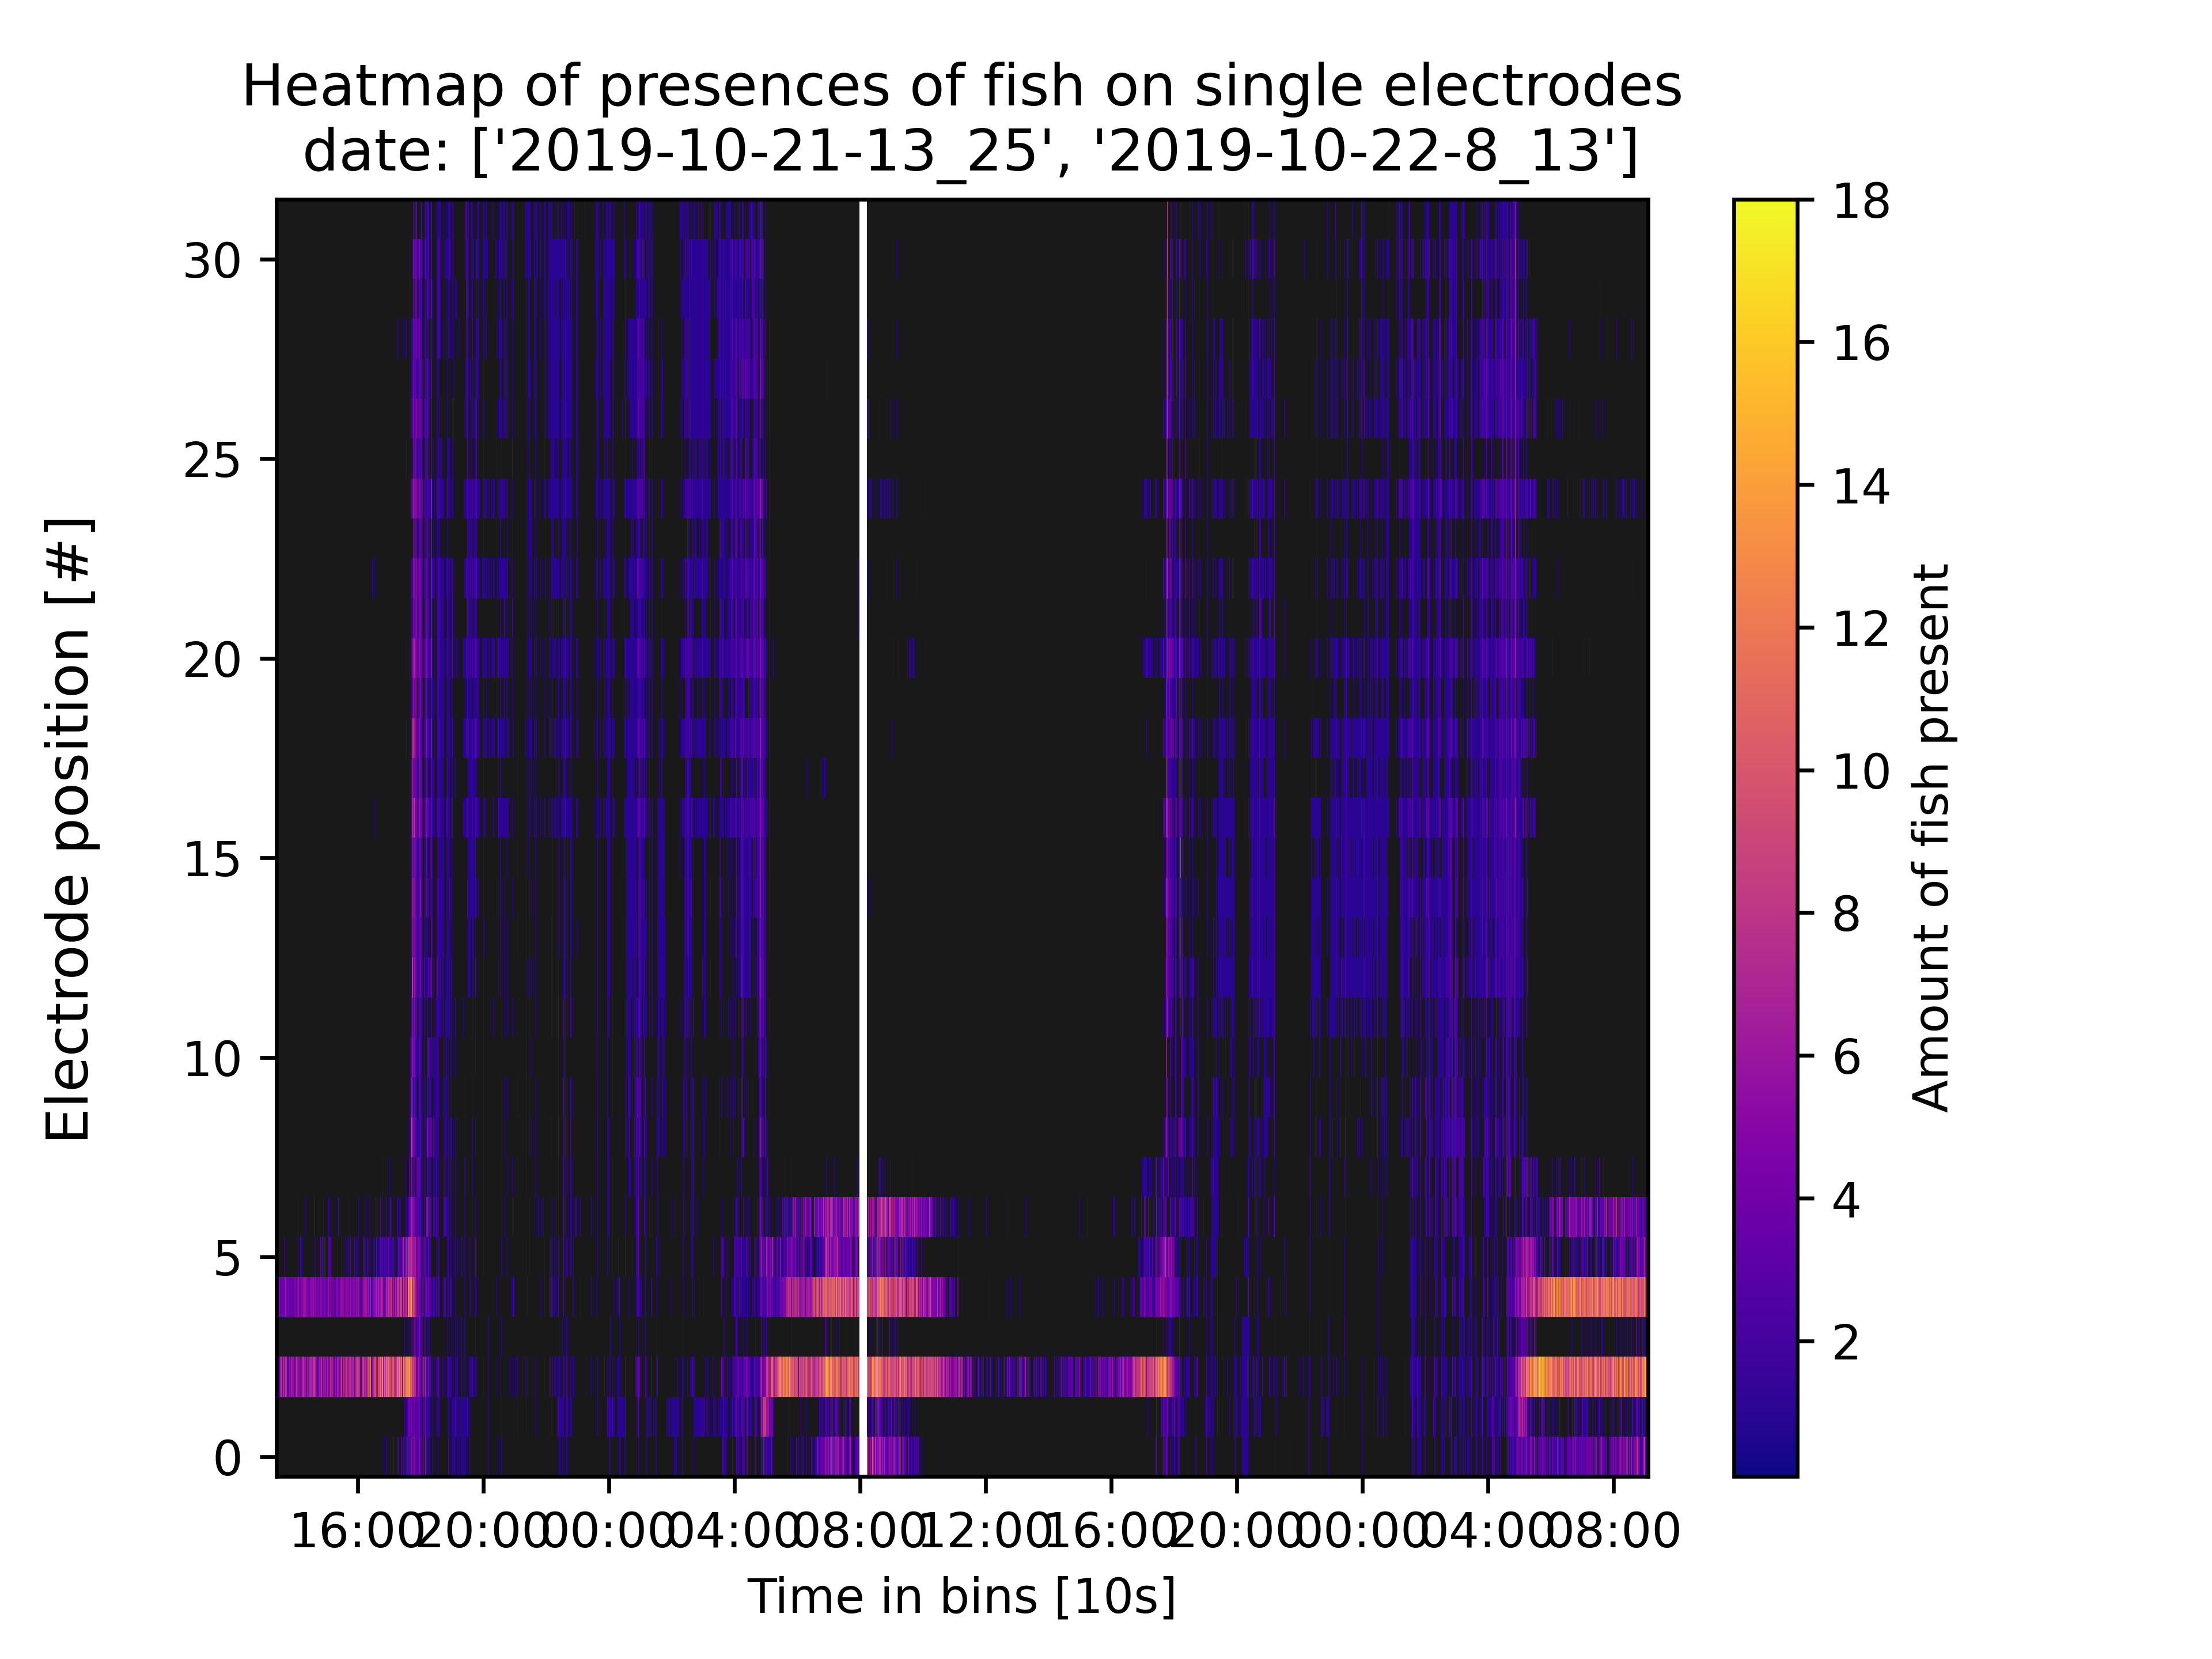 Heatmap of presences of fish on single electrodes
date: ['2019-10-21-13_25', '2019-10-22-8_13']
Electrode position [#]
30
25
20
15
10
5
0
16:00 20:00 00:00 04:00 08:00 12:00 16:00 20:00 00:00 04:00 08:00
Time in bins [10s]
18
16
14
12
10
8
6
4
2
Amount of fish present